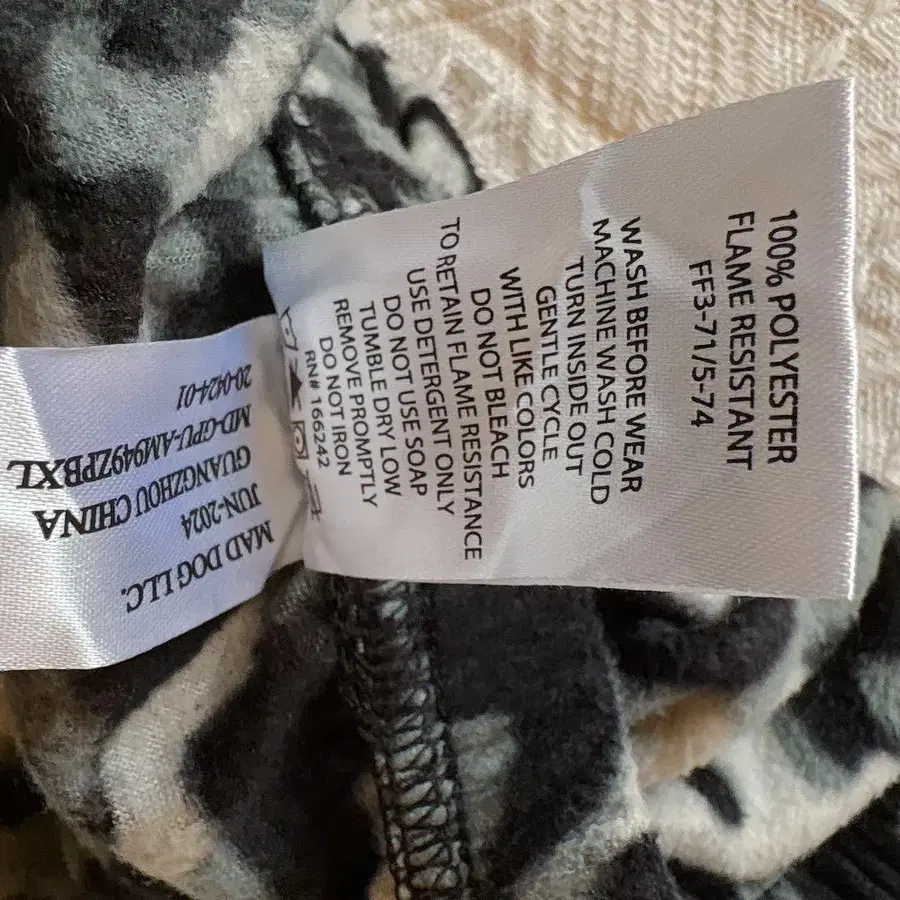 100% POLYESTER
FLAME RESISTANT
FF3-71/5-74
WASH BEFORE WEAR
MACHINE WASH COLD
TURN INSIDE OUT
GENTLE CYCLE
WITH LIKE COLORS
DO NOT BLEACH
TO RETAIN FLAME RESISTANCE
USE DETERGENT ONLY
DO NOT USE SOAP
TUMBLE DRY LOW
REMOVE PROMPTLY
DO NOT IRON
RN# 166242
MAD DOG LLC.
JUN-2024
GUANGZHOU CHINA
MD-GPU-AM949ZPBXL
20-0424-01